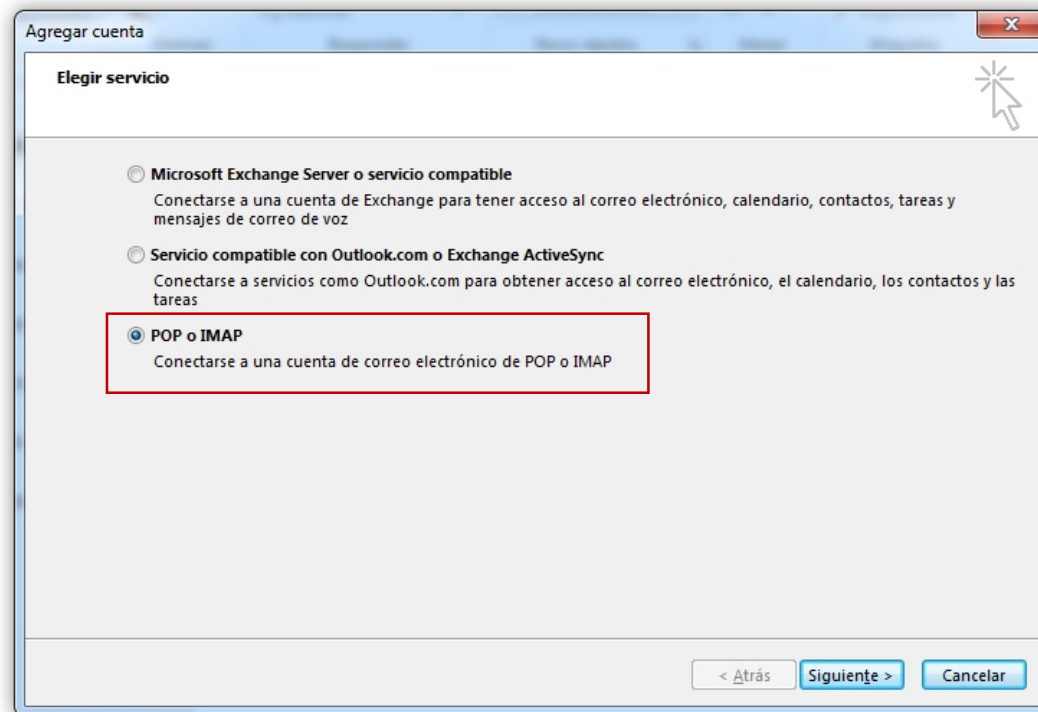 Agregar cuenta
Elegir servicio
Microsoft Exchange Server o servicio compatible
Conectarse a una cuenta de Exchange para tener acceso al correo electrónico, calendario, contactos, tareas y
mensajes de correo de voz
Servicio compatible con Outlook.com o Exchange ActiveSync
Conectarse a servicios como Outlook.com para obtener acceso al correo electrónico, el calendario, los contactos y las
tareas
POP o IMAP
Conectarse a una cuenta de correo electrónico de POP o IMAP
< Atrás Siguiente > Cancelar